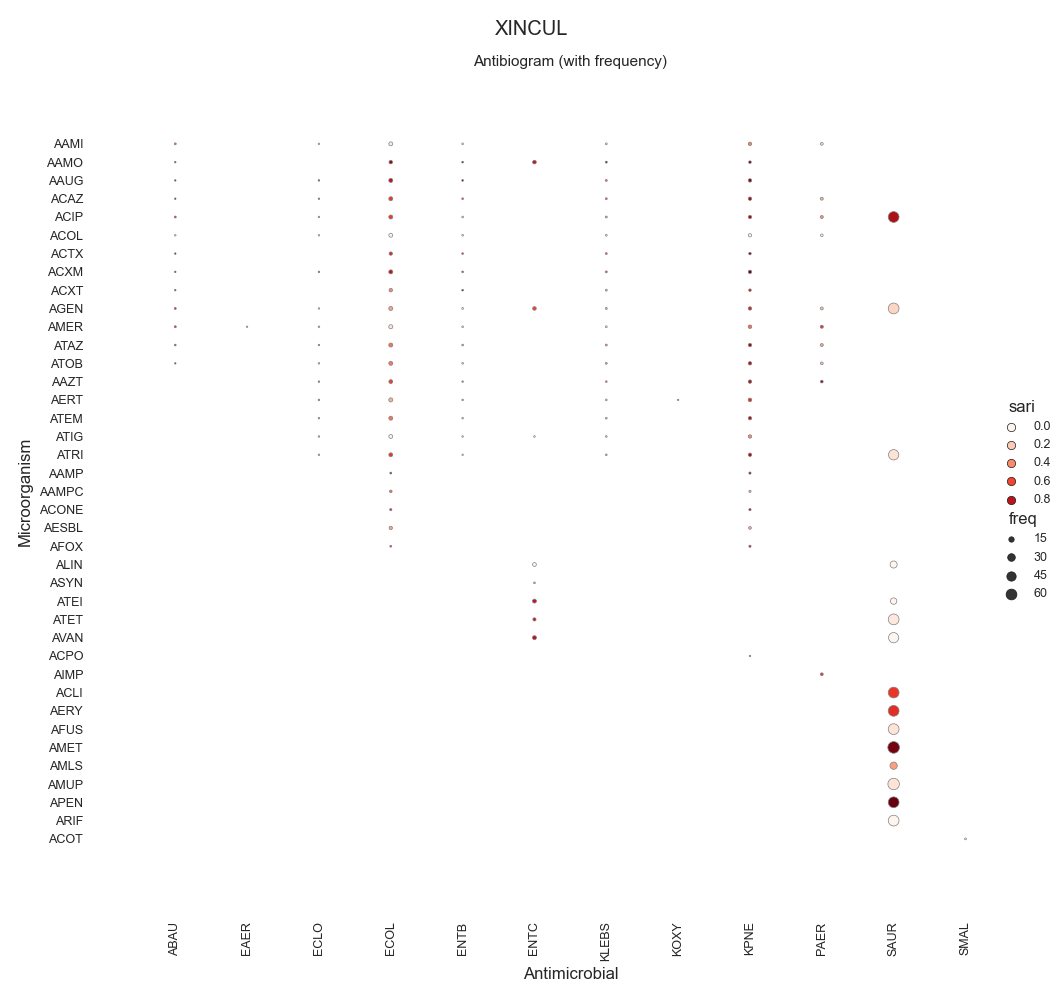 XINCUL
Antibiogram (with frequency)
AAMI
AAMO
AAUG
ACAZ
ACIP
ACOL
ACTX
ACXM
ACXT
AGEN
AMER
ATAZ
ATOB
AAZT
AERT
ATEM
ATIG
ATRI
AAMP
AAMPC
ACONE
AESBL
AFOX
ALIN
ASYN
ATEI
ATET
AVAN
ACPO
AIMP
ACLI
AERY
AFUS
AMET
AMLS
AMUP
APEN
ARIF
ACOT
Microorganism
ABAU
EAER
ECLO
ECOL
ENTB
ENTC
KLEBS
KOXY
KPNE
PAER
SAUR
SMAL
Antimicrobial
sari
0.0
0.2
0.4
0.6
0.8
freq
15
30
45
60